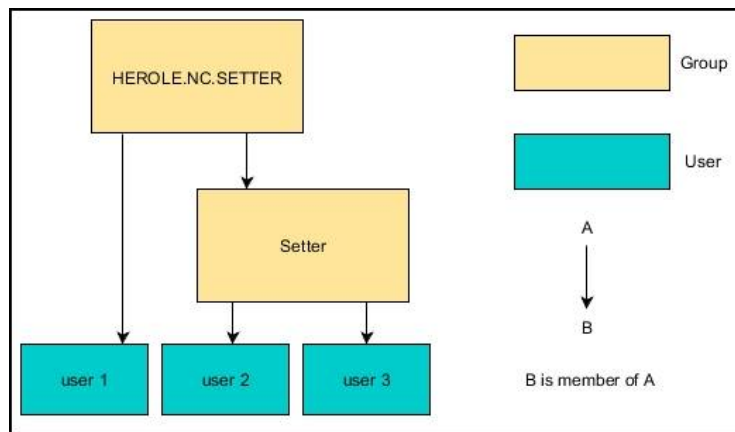 HEROLE.NC.SETTER
Setter
user 1
user 2
user 3
Group
User
A
B
B is member of A